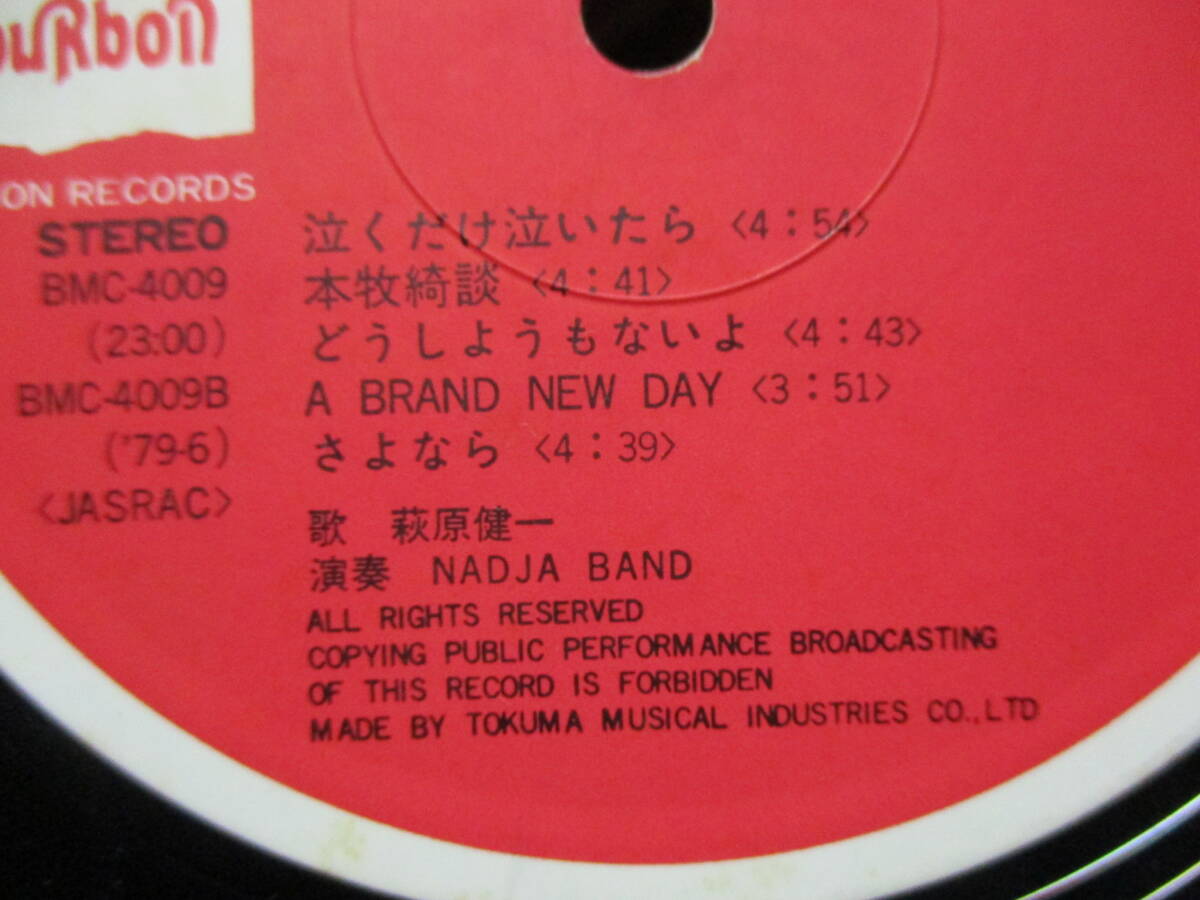 ouRbon
ON RECORDS
STEREO 泣くだけ泣いたら <4:54>
BMC-4009 本牧綺談 <4:41>
(23:00) どうしようもないよ <4:43>
BMC-4009B A BRAND NEW DAY <3:51>
('79-6) さよなら <4:39>
<JASRAC>
歌 萩原健一
演奏 NADJA BAND
ALL RIGHTS RESERVED
COPYING PUBLIC PERFORMANCE BROADCASTING
OF THIS RECORD IS FORBIDDEN
MADE BY TOKUMA MUSICAL INDUSTRIES CO.,LTD